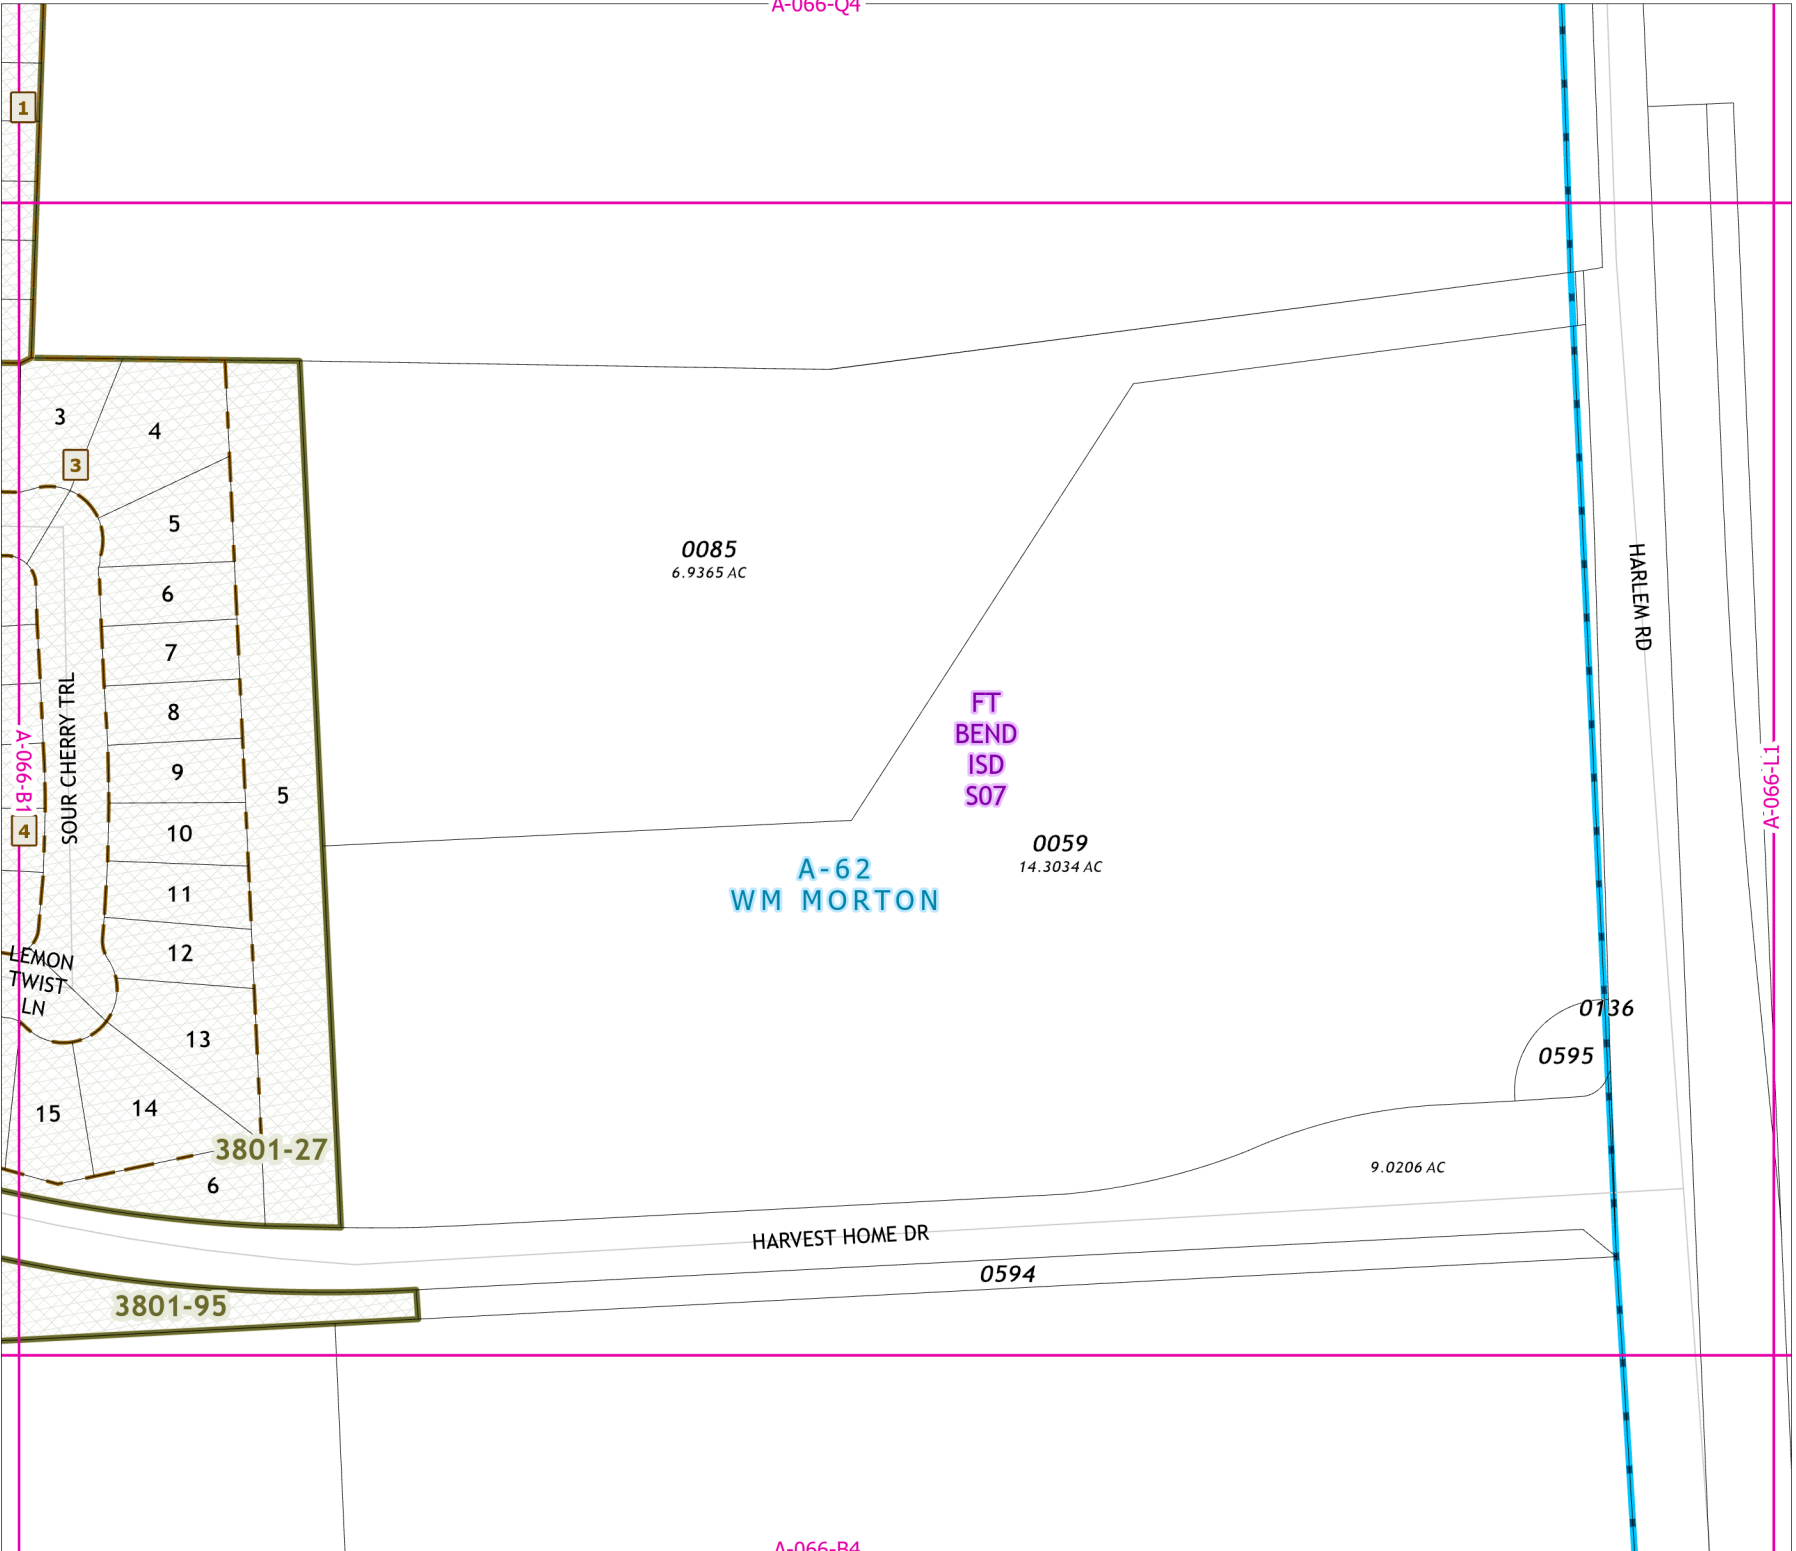 A-066-Q4
1
3
4
3
5
6
7
8
9
10
11
12
13
14
15
5
6
4
SOUR CHERRY TRL
LEMON
TWIST
LN
A-066-B1
3801-27
3801-95
0085
6.9365 AC
FT
BEND
ISD
S07
0059
14.3034 AC
A-62
WM MORTON
HARLEM RD
A-066-L1
0136
0595
9.0206 AC
HARVEST HOME DR
0594
A-066-B4